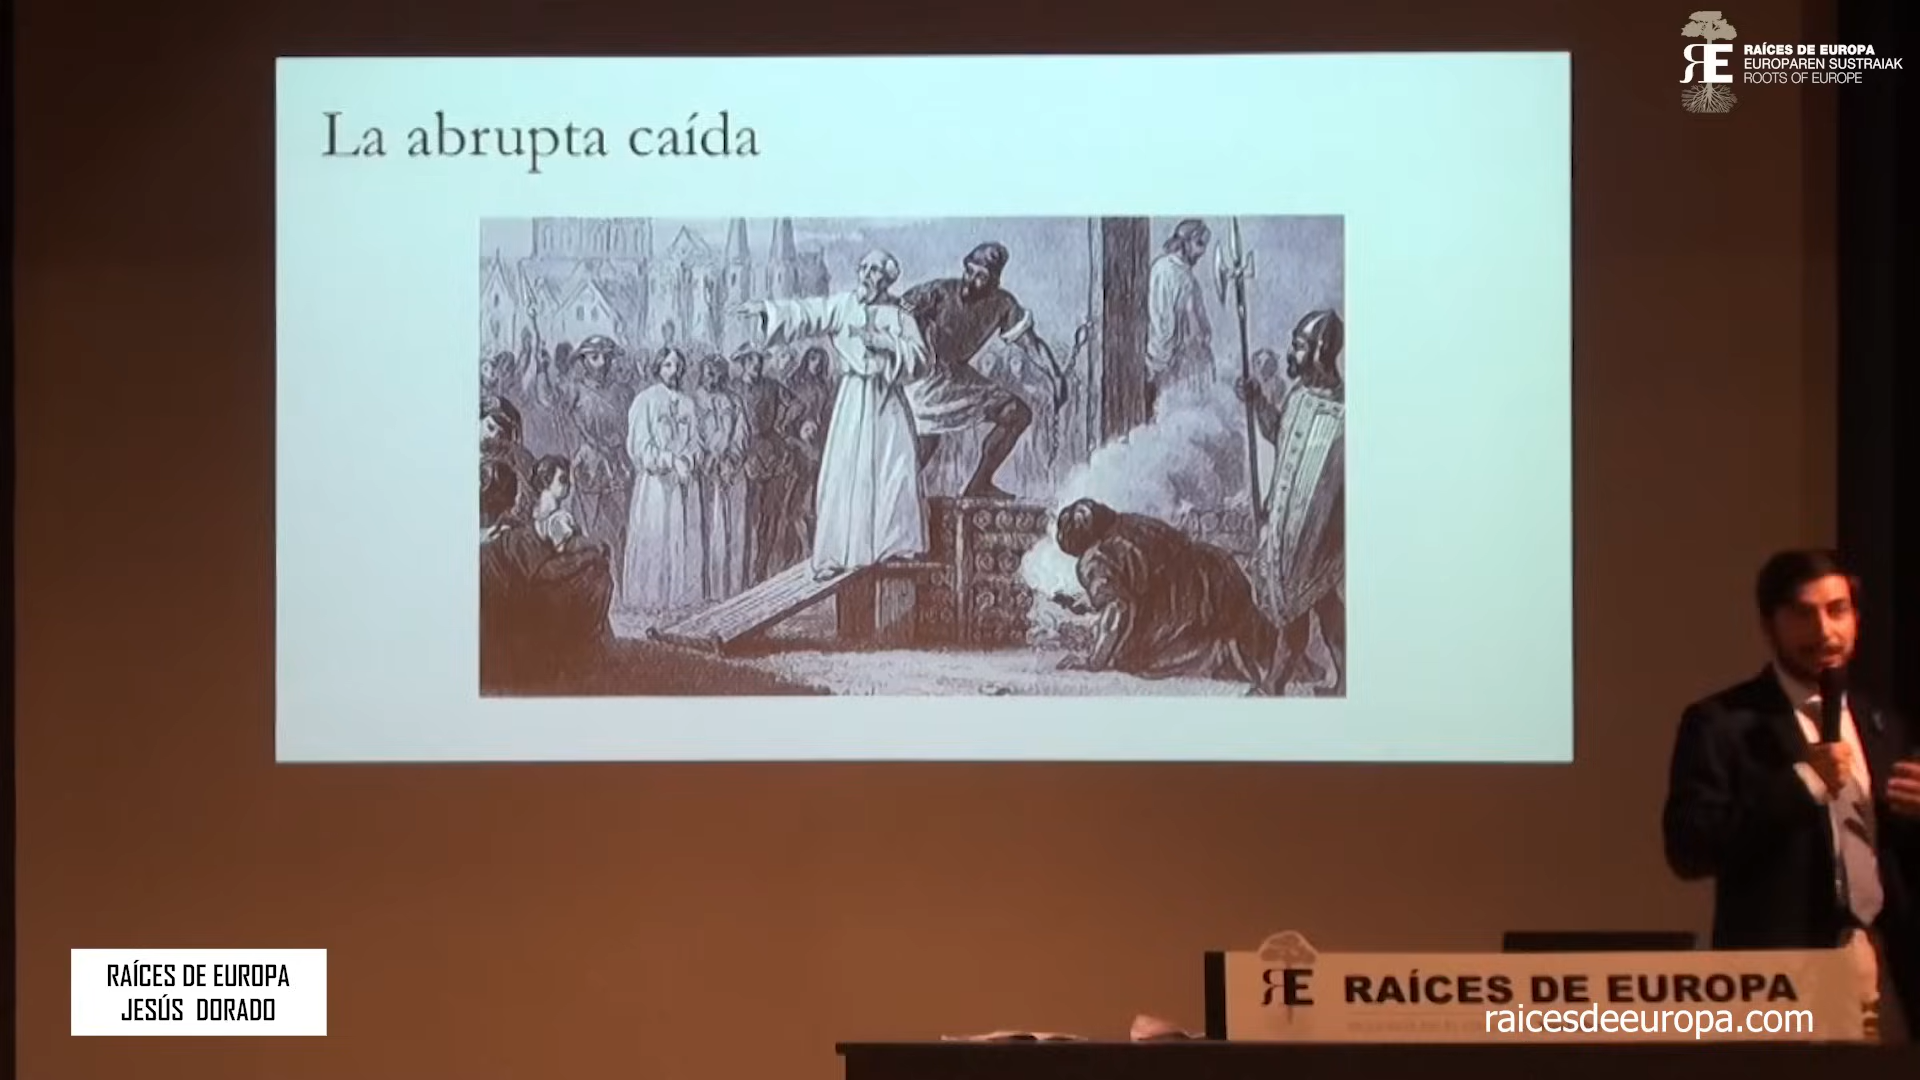 RAÍCES DE EUROPA
EUROPAREN SUSTRAIAK
ROOTS OF EUROPE
La abrupta caída
RAÍCES DE EUROPA
JESÚS DORADO
RE RAÍCES DE EUROPA
raicesdeeuropa.com